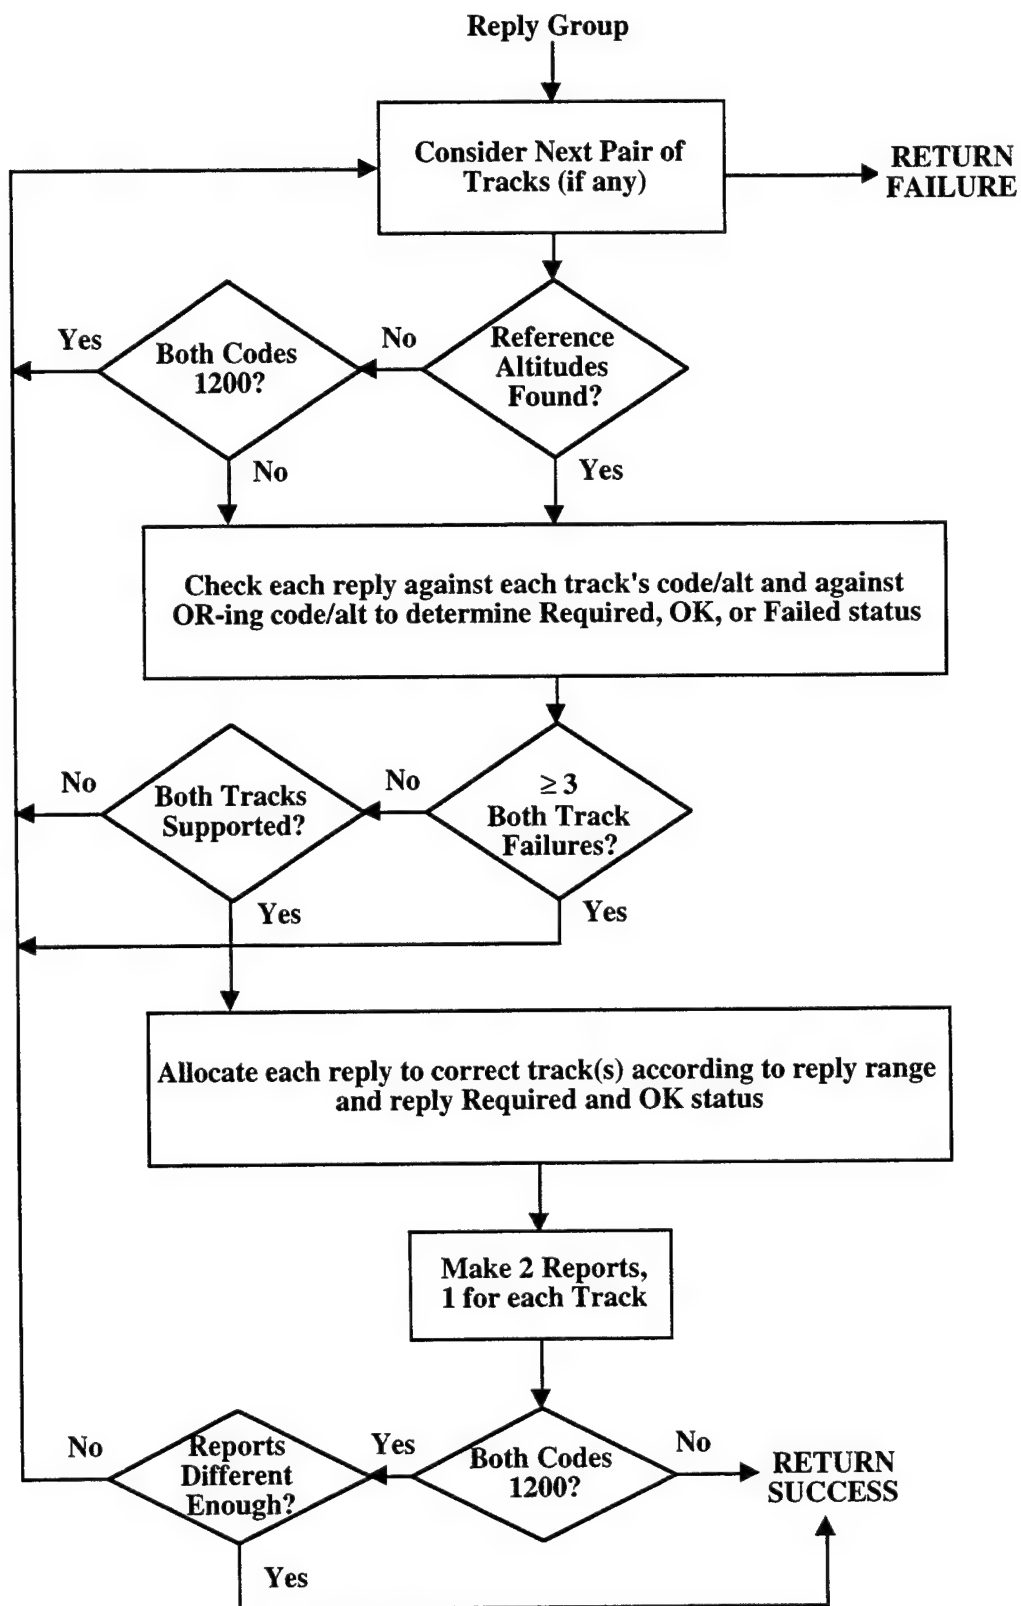 Reply Group
Consider Next Pair of
Tracks (if any)
RETURN
FAILURE
Yes
Both Codes
1200?
No
Reference
Altitudes
Found?
No
Yes
Check each reply against each track's code/alt and against
OR-ing code/alt to determine Required, OK, or Failed status
No
Both Tracks
Supported?
No
≥ 3
Both Track
Failures?
Yes
Yes
Allocate each reply to correct track(s) according to reply range
and reply Required and OK status
Make 2 Reports,
1 for each Track
No
Reports
Different
Enough?
Yes
Both Codes
1200?
No
RETURN
SUCCESS
Yes